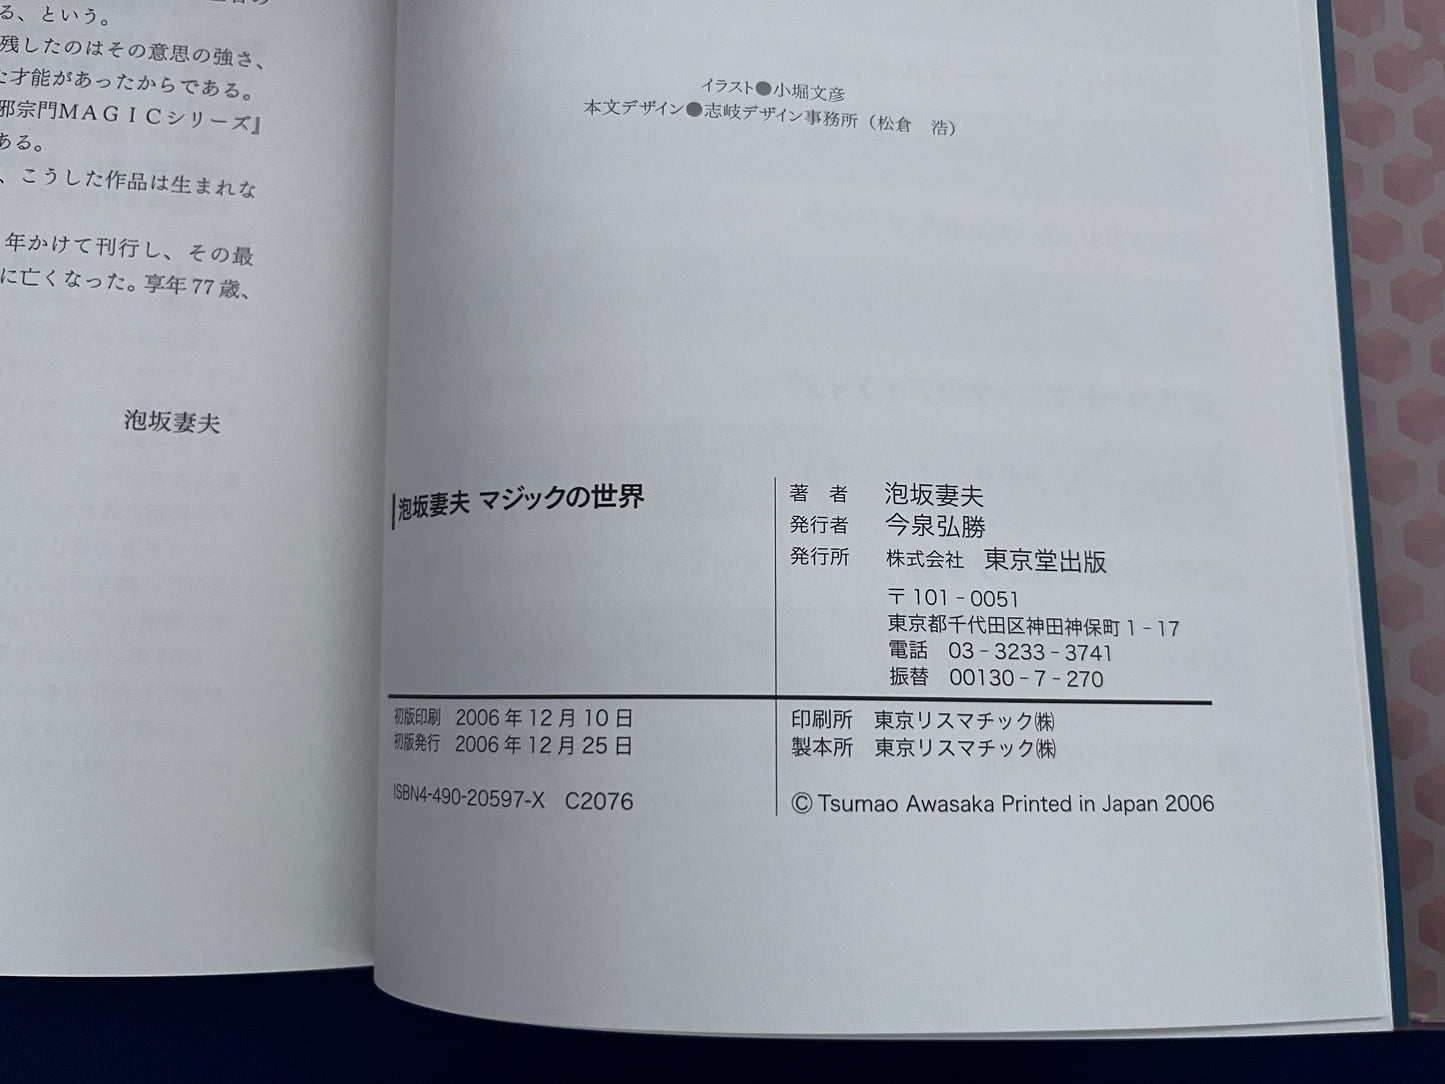 る、という。
残したのはその意思の強さ、
才能があったからである。
邪宗門ＭＡＧＩＣシリーズ』
ある。
、こうした作品は生まれな
年かけて刊行し、その最
に亡くなった。享年77歳、
泡坂妻夫
イラスト●小堀文彦
本文デザイン●志岐デザイン事務所（松倉　浩）
泡坂妻夫 マジックの世界
著　者　泡坂妻夫
発行者　今泉弘勝
発行所　株式会社　東京堂出版
〒101‐0051
東京都千代田区神田神保町1‐17
電話　03‐3233‐3741
振替　00130‐7‐270
初版印刷　2006年12月10日
初版発行　2006年12月25日
ISBN4-490-20597-X　C2076
印刷所　東京リスマチック㈱
製本所　東京リスマチック㈱
© Tsumao Awasaka Printed in Japan 2006